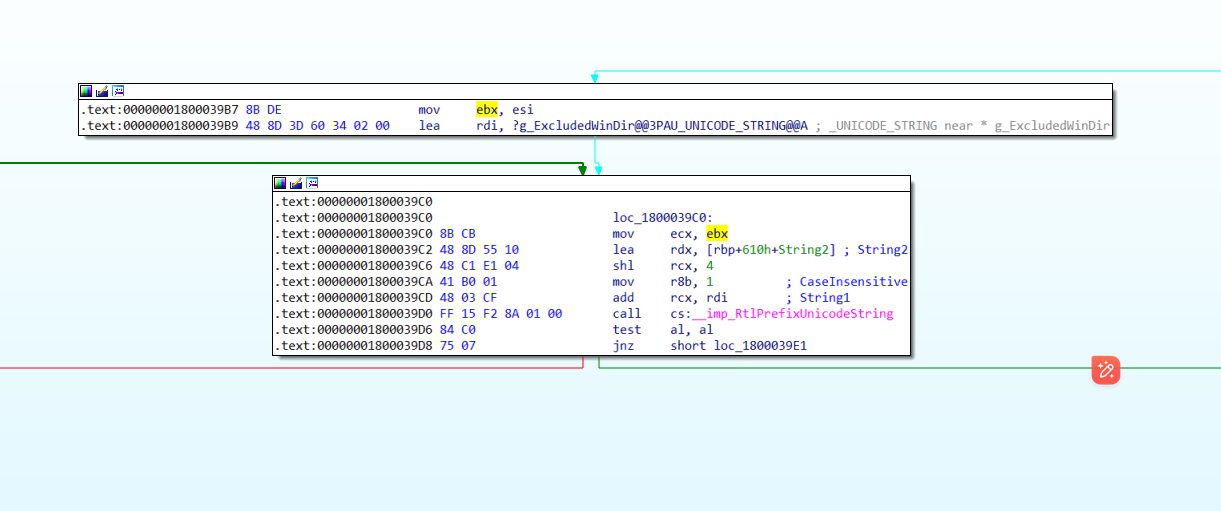 .text:00000001800039B7 8B DE mov ebx, esi
.text:00000001800039B9 48 8D 3D 60 34 02 00 lea rdi, ?g_ExcludedWinDir@@3PAU_UNICODE_STRING@@A ; _UNICODE_STRING near * g_ExcludedWinDir
.text:00000001800039C0
.text:00000001800039C0 loc_1800039C0:
.text:00000001800039C0 8B CB mov ecx, ebx
.text:00000001800039C2 48 8D 55 10 lea rdx, [rbp+610h+String2] ; String2
.text:00000001800039C6 48 C1 E1 04 shl rcx, 4
.text:00000001800039CA 41 B0 01 mov r8b, 1 ; CaseInsensitive
.text:00000001800039CD 48 03 CF add rcx, rdi ; String1
.text:00000001800039D0 FF 15 F2 8A 01 00 call cs:__imp_RtlPrefixUnicodeString
.text:00000001800039D6 84 C0 test al, al
.text:00000001800039D8 75 07 jnz short loc_1800039E1